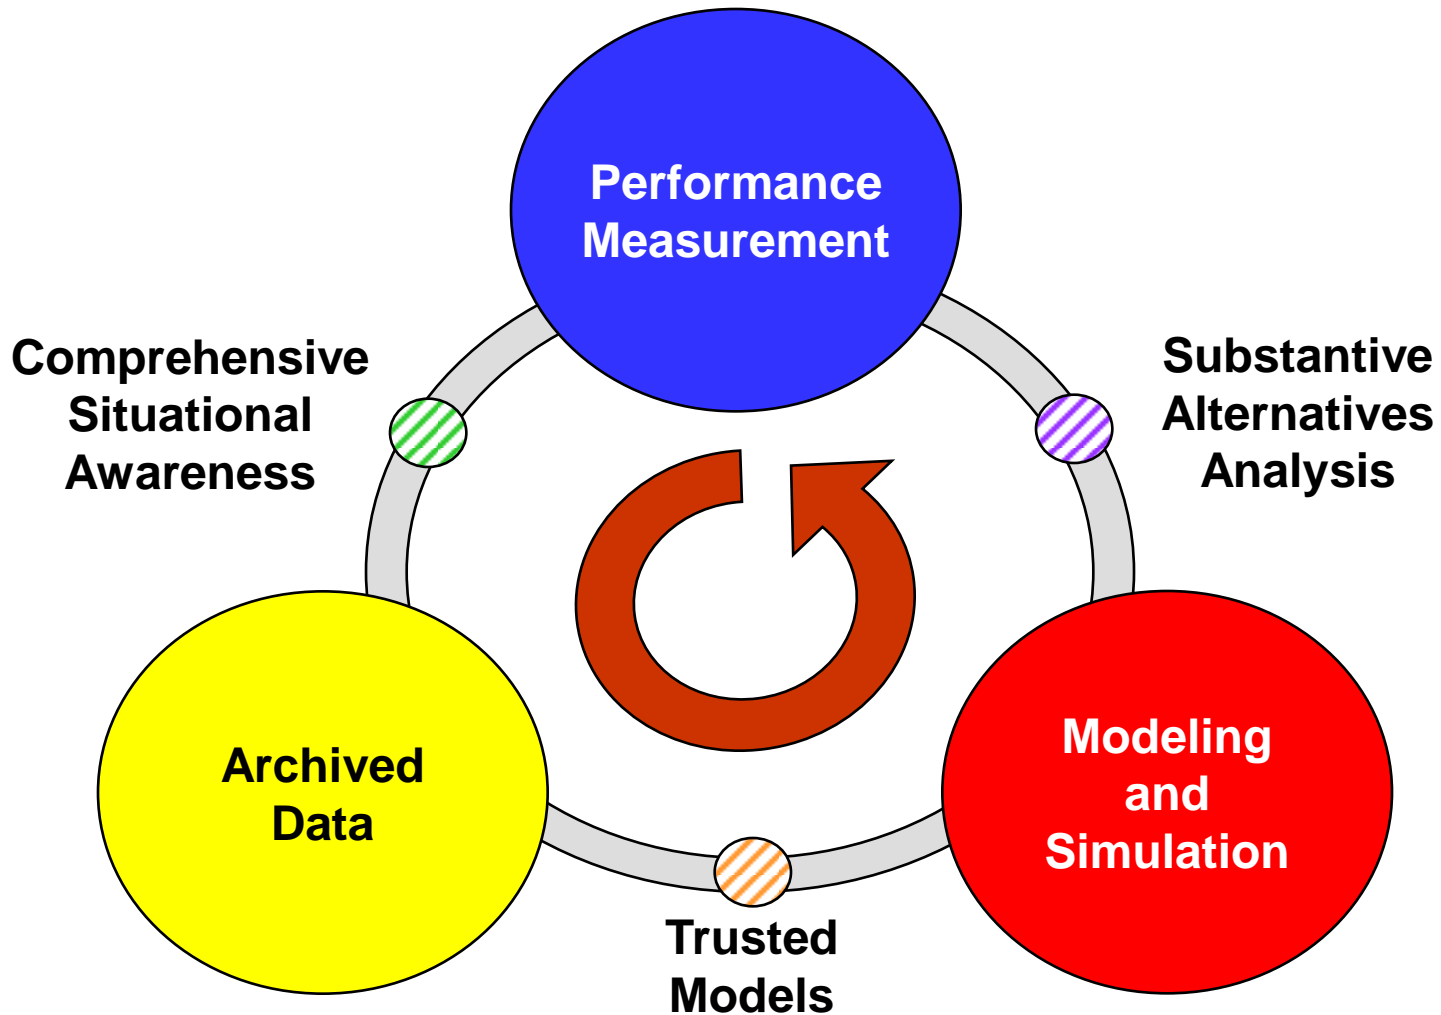 Performance
Measurement
Comprehensive
Situational
Awareness
Substantive
Alternatives
Analysis
Archived
Data
Modeling
and
Simulation
Trusted
Models